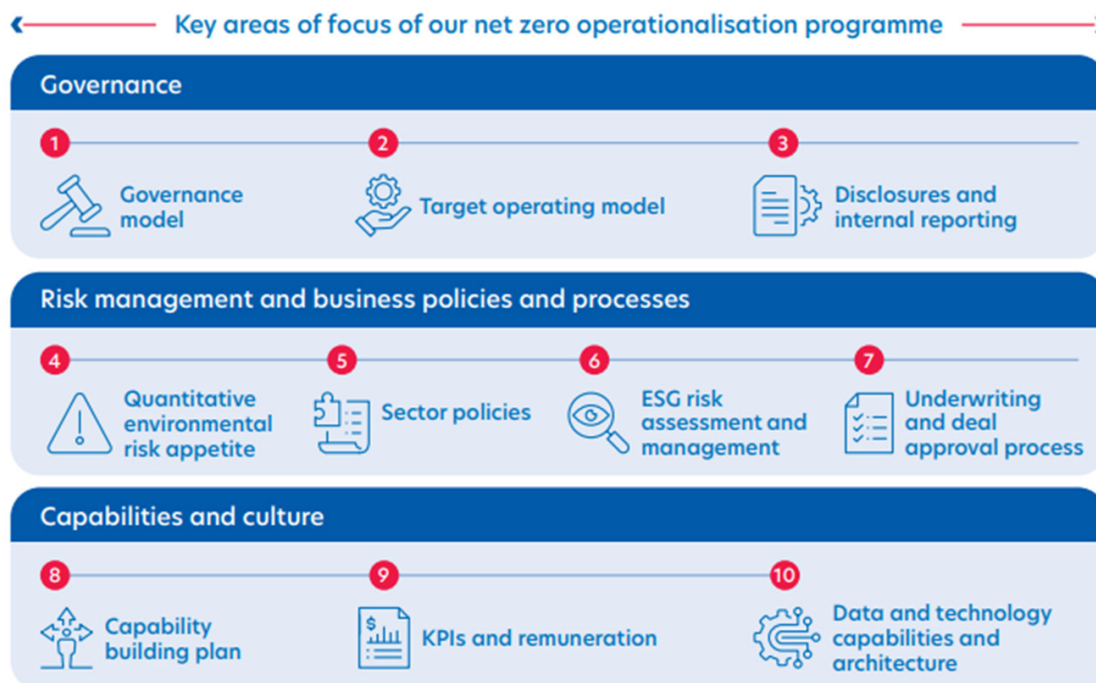 Key areas of focus of our net zero operationalisation programme
Governance
1
Governance
model
2
Target operating model
3
Disclosures and
internal reporting
Risk management and business policies and processes
4
Quantitative
environmental
risk appetite
5
Sector policies
6
ESG risk
assessment and
management
7
Underwriting
and deal
approval process
Capabilities and culture
8
Capability
building plan
9
$
KPIs and remuneration
10
Data and technology
capabilities and
architecture